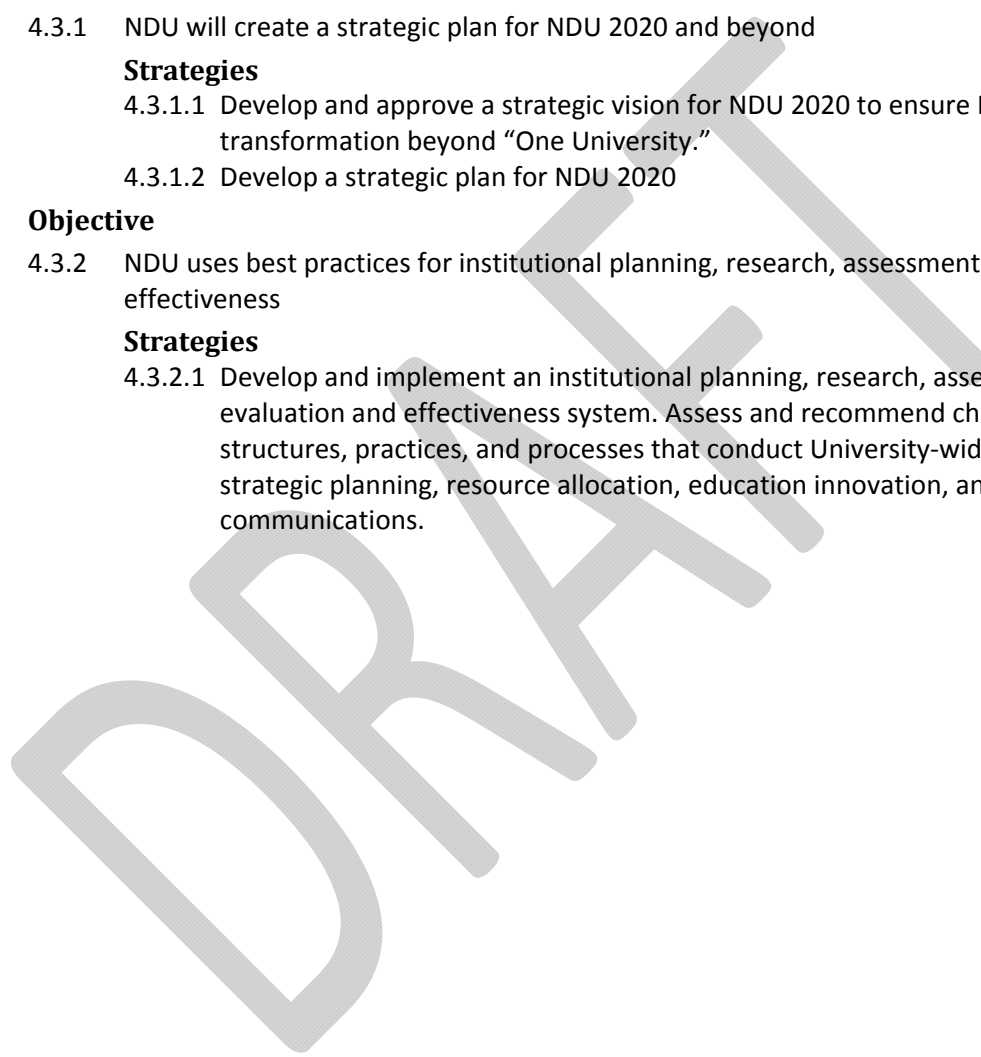 4.3.1 NDU will create a strategic plan for NDU 2020 and beyond
Strategies
4.3.1.1 Develop and approve a strategic vision for NDU 2020 to ensure
transformation beyond “One University.”
4.3.1.2 Develop a strategic plan for NDU 2020
Objective
4.3.2 NDU uses best practices for institutional planning, research, assessment
effectiveness
Strategies
4.3.2.1 Develop and implement an institutional planning, research,
evaluation and effectiveness system. Assess and recommend
structures, practices, and processes that conduct
strategic planning, resource allocation, education innovation,
communications.
DRAFT